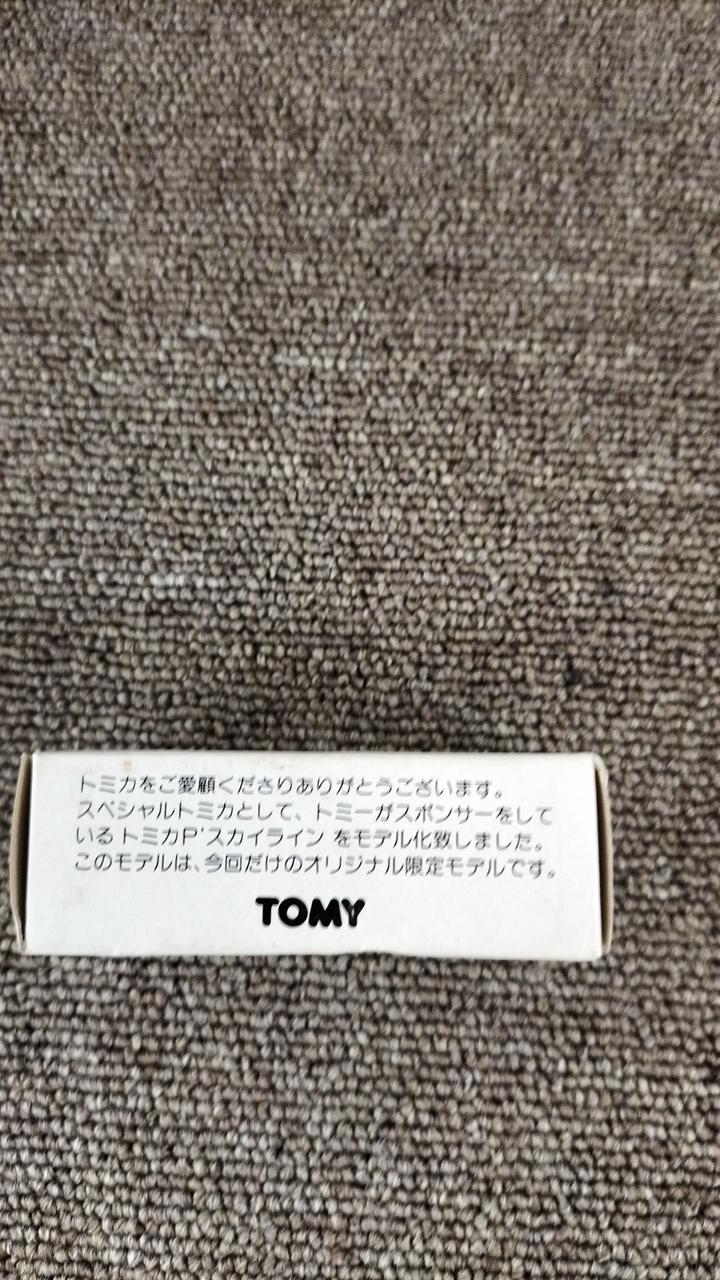 トミカをご愛顧くださりありがとうございます。
スペシャルトミカとして、トミーがスポンサーをして
いるトミカP'スカイライン をモデル化致しました。
このモデルは、今回だけのオリジナル限定モデルです。
TOMY